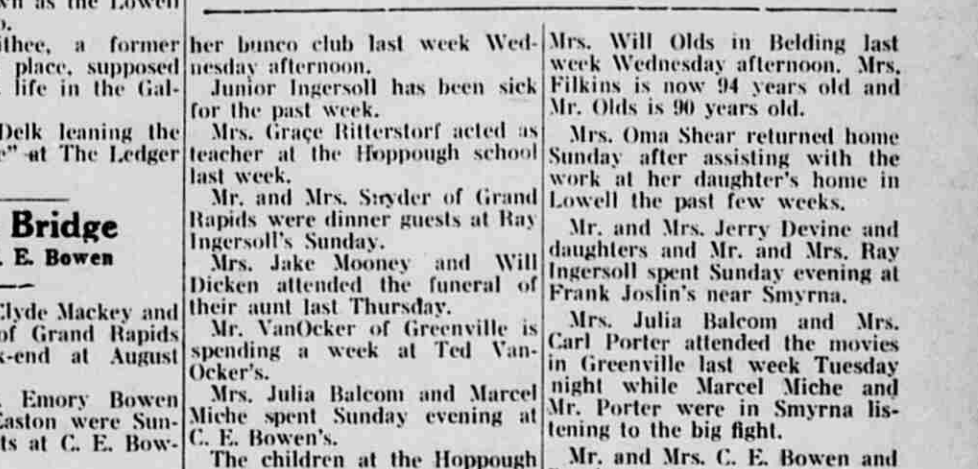 as the Lowell
ithee, a former
place, supposed
life in the Gal-
Delk leaning the
at The Ledger
Bridge
E. Bowen
Clyde Mackey and
of Grand Rapids
k-end at August
Emory Bowen
Easton were Sun-
ts at C. E. Bow-
her bunco club last week Wed-
nesday afternoon.
Junior Ingersoll has been sick
for the past week.
Mrs. Graçe Ritterstorf acted as
teacher at the Hoppough school
last week.
Mr. and Mrs. Snyder of Grand
Rapids were dinner guests at Ray
Ingersoll's Sunday.
Mrs. Jake Mooney and Will
Dicken attended the funeral of
their aunt last Thursday.
Mr. VanOcker of Greenville is
spending a week at Ted Van-
Ocker's.
Mrs. Julia Balcom and Marcel
Miche spent Sunday evening at
C. E. Bowen's.
The children at the Hoppough
Mrs. Will Olds in Belding last
week Wednesday afternoon. Mrs.
Filkins is now 94 years old and
Mr. Olds is 90 years old.
Mrs. Oma Shear returned home
Sunday after assisting with the
work at her daughter's home in
Lowell the past few weeks.
Mr. and Mrs. Jerry Devine and
daughters and Mr. and Mrs. Ray
Ingersoll spent Sunday evening at
Frank Joslin's near Smyrna.
Mrs. Julia Balcom and Mrs.
Carl Porter attended the movies
in Greenville last week Tuesday
night while Marcel Miche and
Mr. Porter were in Smyrna lis-
tening to the big fight.
Mr. and Mrs. C. E. Bowen and